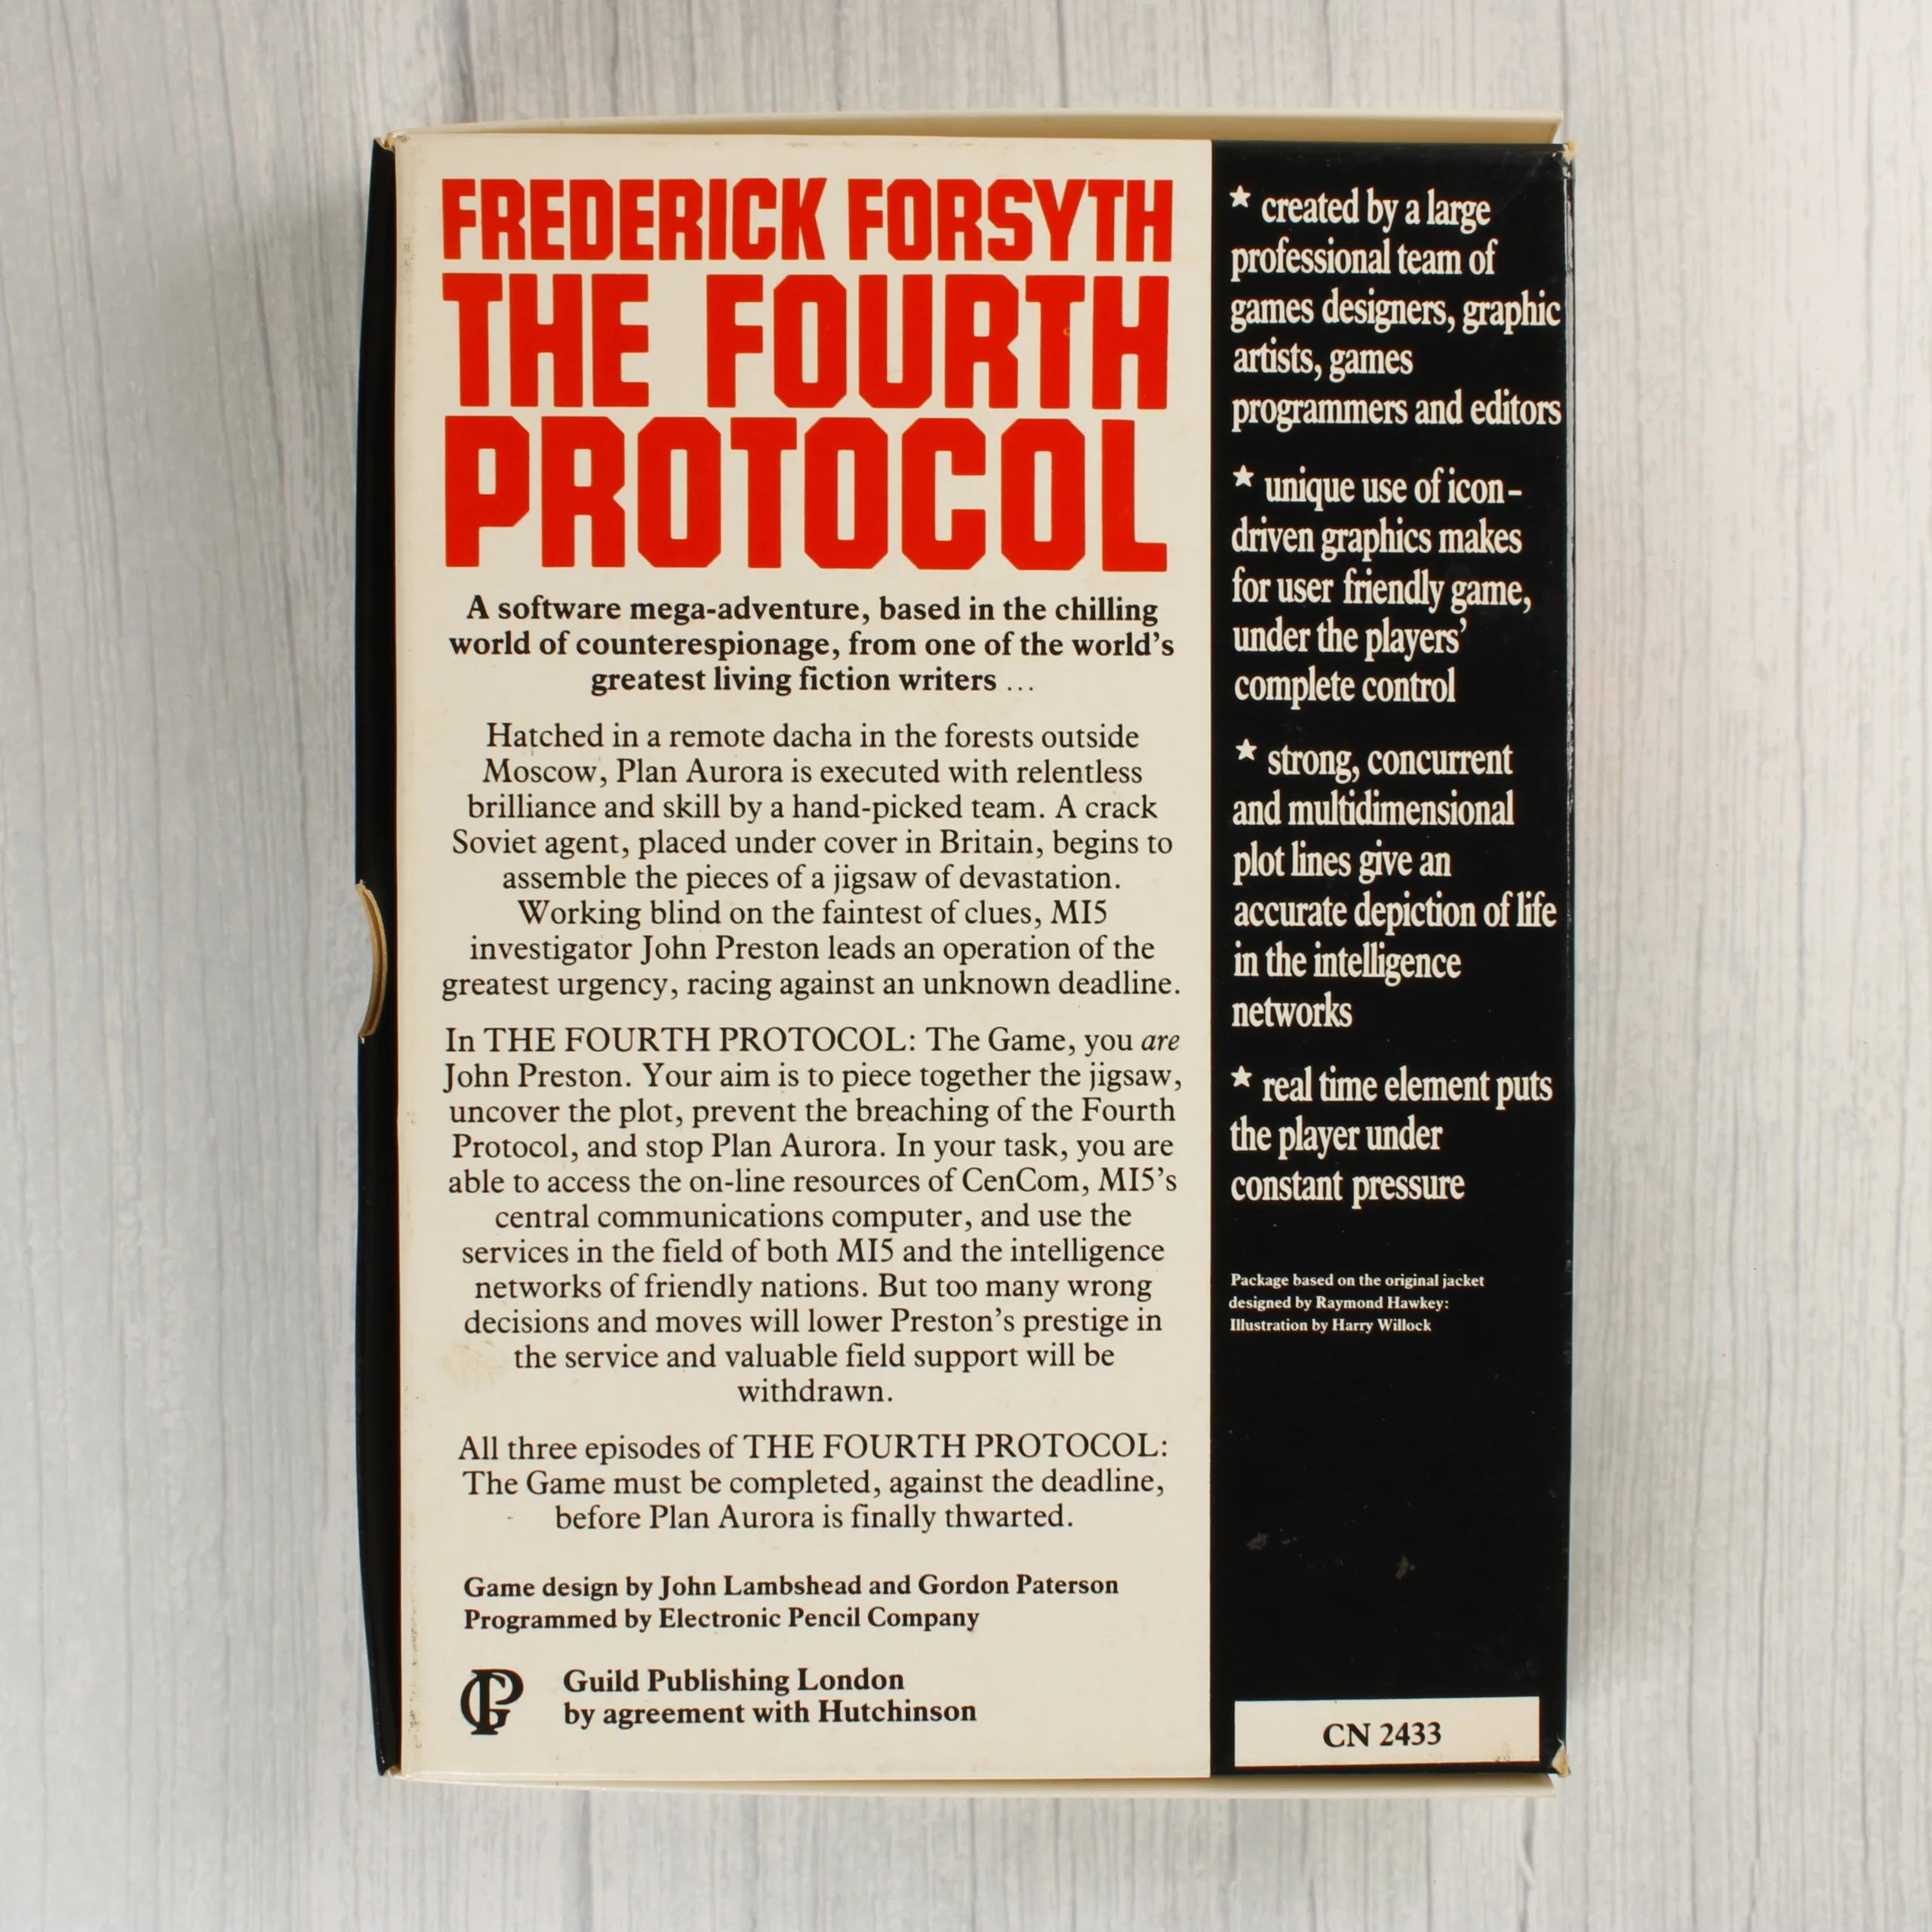 FREDERICK FORSYTH
THE FOURTH
PROTOCOL
A software mega-adventure, based in the chilling
world of counterespionage, from one of the world's
greatest living fiction writers ...
Hatched in a remote dacha in the forests outside
Moscow, Plan Aurora is executed with relentless
brilliance and skill by a hand-picked team. A crack
Soviet agent, placed under cover in Britain, begins to
assemble the pieces of a jigsaw of devastation.
Working blind on the faintest of clues, MI5
investigator John Preston leads an operation of the
greatest urgency, racing against an unknown deadline.
In THE FOURTH PROTOCOL: The Game, you are
John Preston. Your aim is to piece together the jigsaw,
uncover the plot, prevent the breaching of the Fourth
Protocol, and stop Plan Aurora. In your task, you are
able to access the on-line resources of CenCom, MI5's
central communications computer, and use the
services in the field of both MI5 and the intelligence
networks of friendly nations. But too many wrong
decisions and moves will lower Preston's prestige in
the service and valuable field support will be
withdrawn.
All three episodes of THE FOURTH PROTOCOL:
The Game must be completed, against the deadline,
before Plan Aurora is finally thwarted.
Game design by John Lambshead and Gordon Paterson
Programmed by Electronic Pencil Company
GP
Guild Publishing London
by agreement with Hutchinson
★ created by a large
professional team of
games designers, graphic
artists, games
programmers and editors
★ unique use of icon-
driven graphics makes
for user friendly game,
under the players'
complete control
★ strong, concurrent
and multidimensional
plot lines give an
accurate depiction of life
in the intelligence
networks
★ real time element puts
the player under
constant pressure
Package based on the original jacket
designed by Raymond Hawkey:
Illustration by Harry Willock
CN 2433